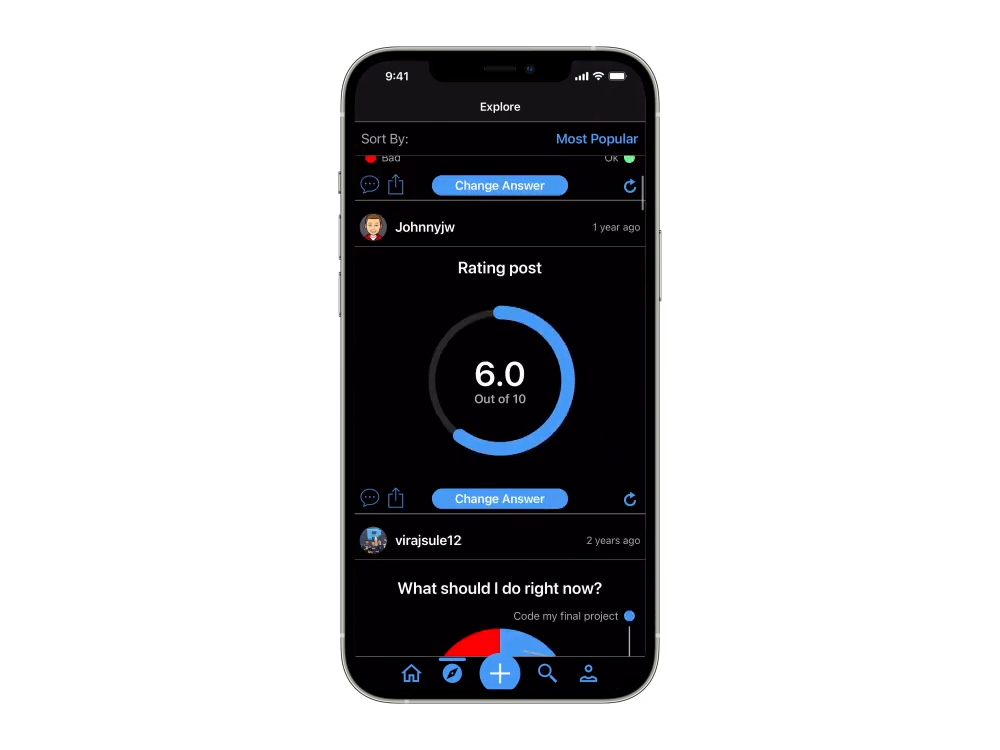 9:41
Explore
Sort By: Most Popular
Bad Ok
Change Answer
Johnnyjw 1 year ago
Rating post
6.0
Out of 10
Change Answer
virajsule12 2 years ago
What should I do right now?
Code my final project